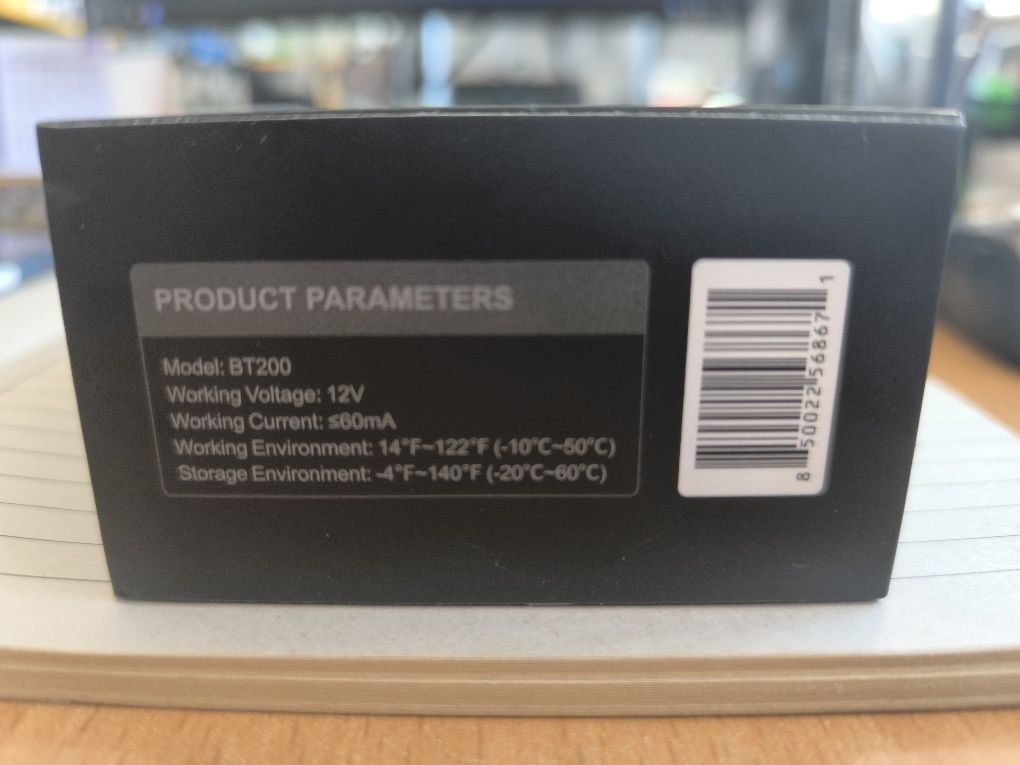 PRODUCT PARAMETERS
Model: BT200
Working Voltage: 12V
Working Current: ≤60mA
Working Environment: 14°F~122°F (-10°C~50°C)
Storage Environment: -4°F~140°F (-20°C~60°C)
8 50022 56867 1